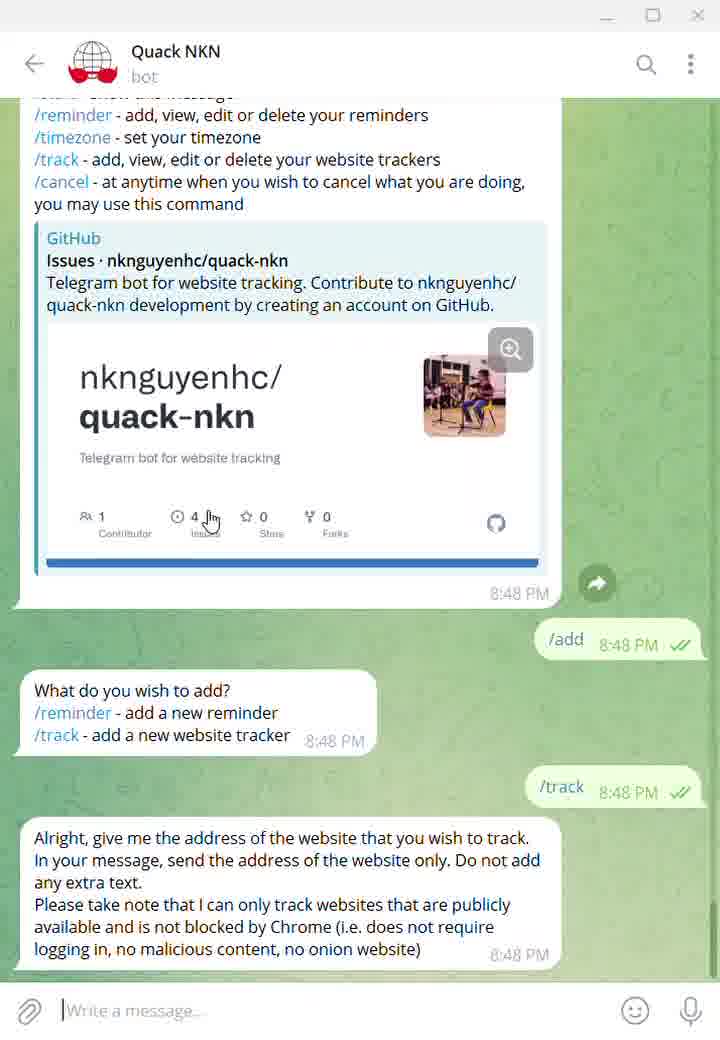 Quack NKN
bot
/reminder - add, view, edit or delete your reminders
/timezone - set your timezone
/track - add, view, edit or delete your website trackers
/cancel - at anytime when you wish to cancel what you are doing,
you may use this command
GitHub
Issues · nknguyenhc/quack-nkn
Telegram bot for website tracking. Contribute to nknguyenhc/
quack-nkn development by creating an account on GitHub.
nknguyenhc/
quack-nkn
Telegram bot for website tracking
1 4 0 0
Contributor Issues Stars Forks
8:48 PM
/add 8:48 PM
What do you wish to add?
/reminder - add a new reminder
/track - add a new website tracker 8:48 PM
/track 8:48 PM
Alright, give me the address of the website that you wish to track.
In your message, send the address of the website only. Do not add
any extra text.
Please take note that I can only track websites that are publicly
available and is not blocked by Chrome (i.e. does not require
logging in, no malicious content, no onion website) 8:48 PM
Write a message...